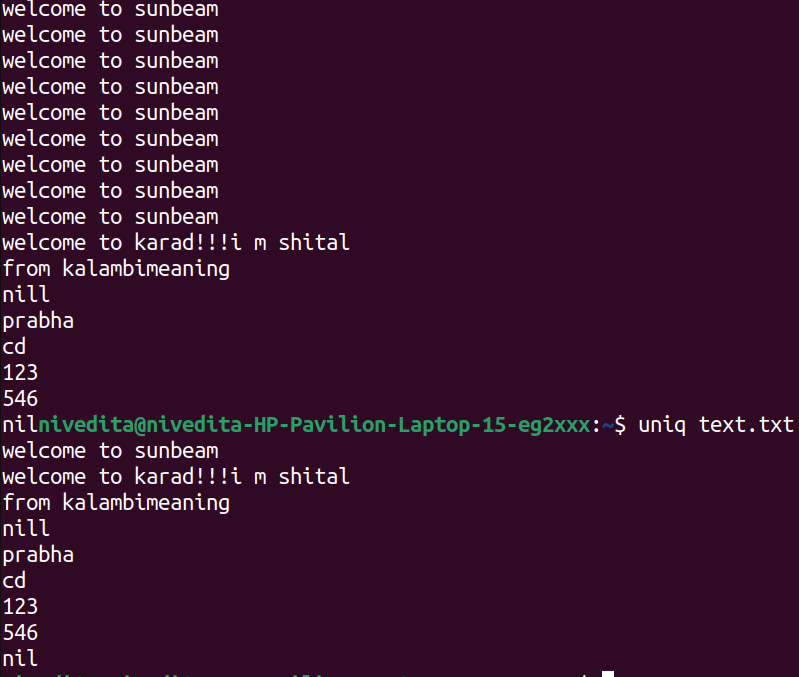 welcome to sunbeam
welcome to sunbeam
welcome to sunbeam
welcome to sunbeam
welcome to sunbeam
welcome to sunbeam
welcome to sunbeam
welcome to sunbeam
welcome to sunbeam
welcome to karad!!!i m shital
from kalambimeaning
nill
prabha
cd
123
546
nilnivedita@nivedita-HP-Pavilion-Laptop-15-eg2xxx:~$ uniq text.txt
welcome to sunbeam
welcome to karad!!!i m shital
from kalambimeaning
nill
prabha
cd
123
546
nil